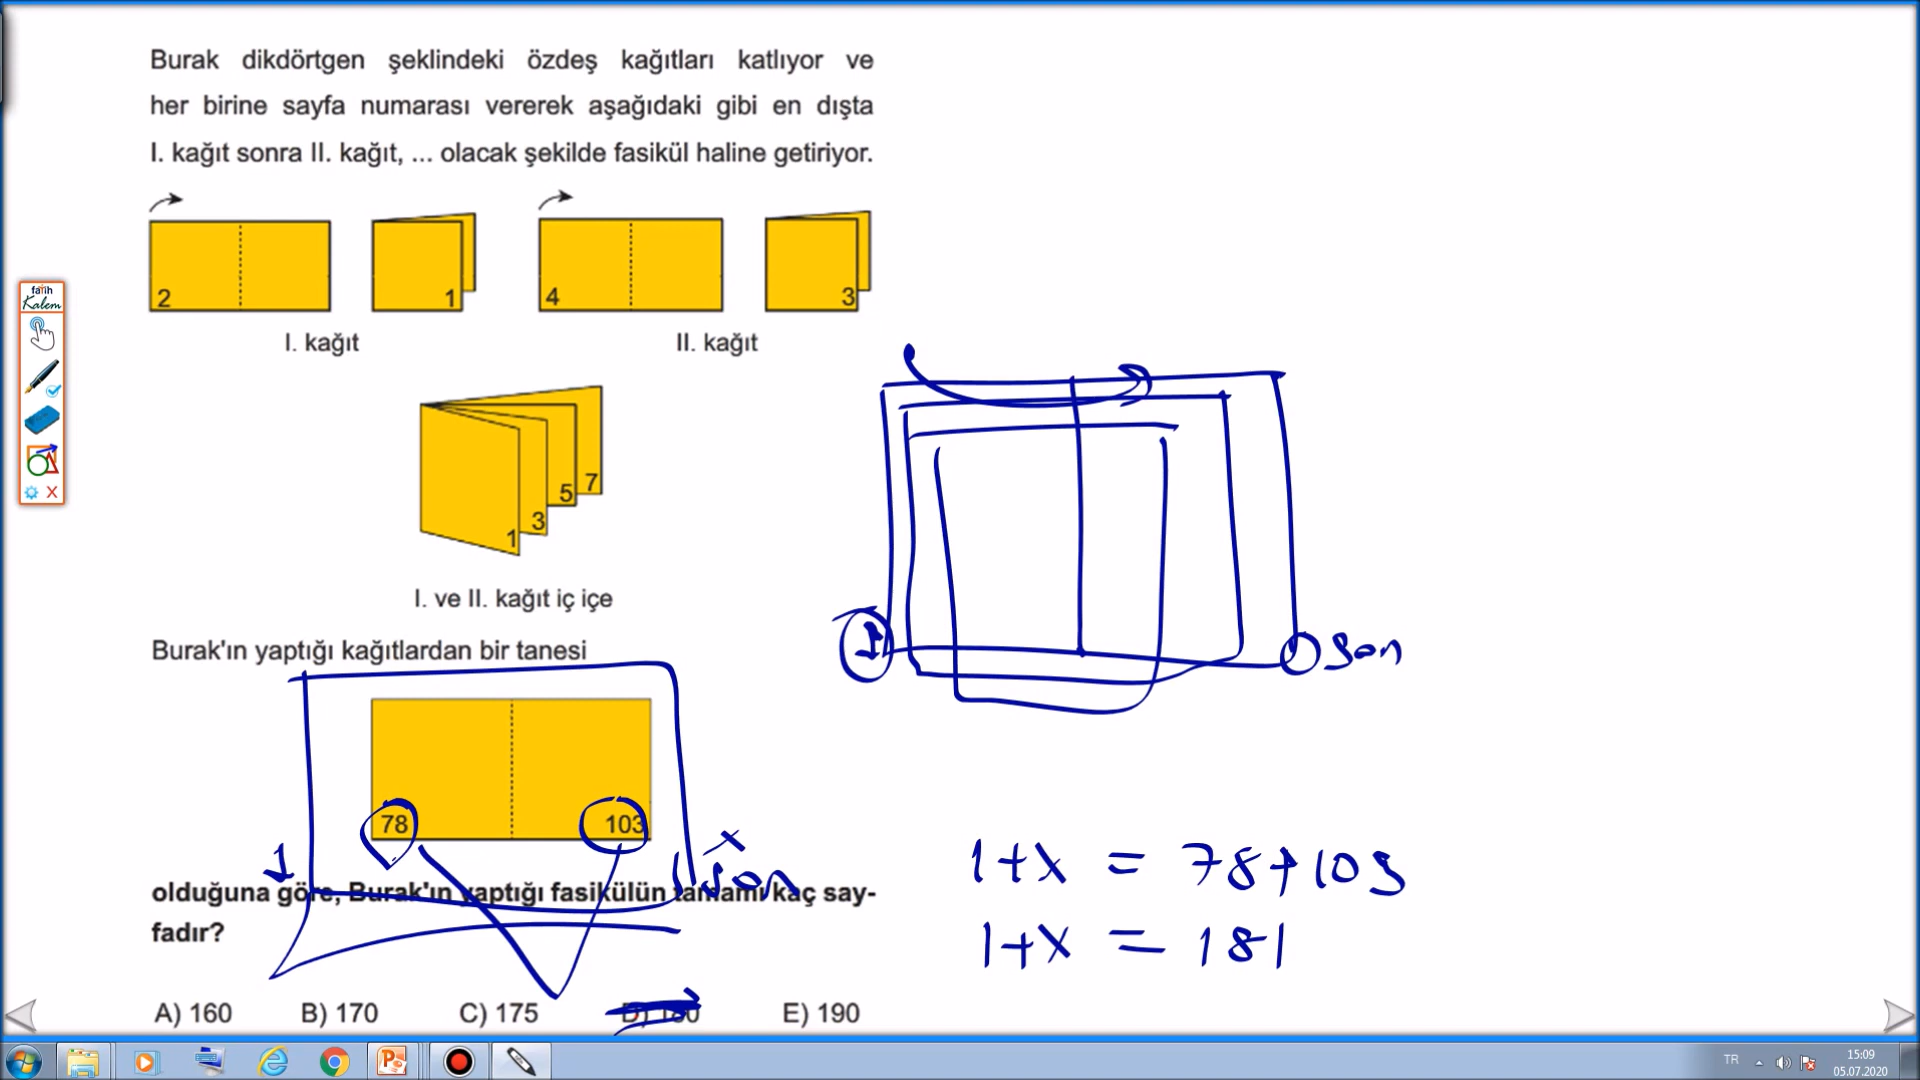 Burak dikdörtgen şeklindeki özdeş kağıtları katlıyor ve
her birine sayfa numarası vererek aşağıdaki gibi en dışta
I. kağıt sonra II. kağıt, ... olacak şekilde fasikül haline getiriyor.
2 1 4 3
I. kağıt II. kağıt
fatih
Kalem
1 3 5 7
I. ve II. kağıt iç içe
1 Son
Burak'ın yaptığı kağıtlardan bir tanesi
78 103
1 x
son
olduğuna göre, Burak'ın yaptığı fasikülün tamamı kaç say-
fadır?
1+x = 78+103
1+x = 181
A) 160 B) 170 C) 175 D) 180 E) 190
TR 15:09
05.07.2020